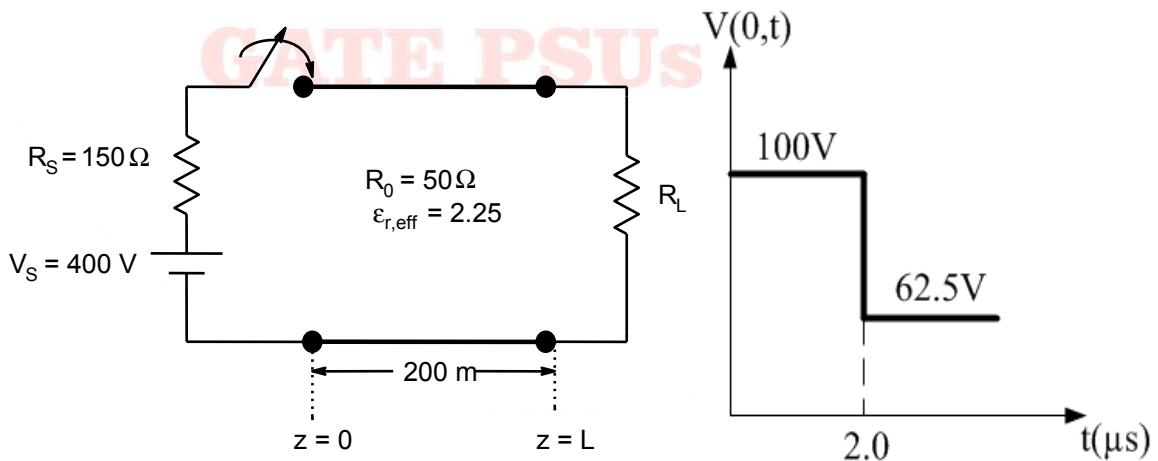 GATE PSUs
R_S = 150 Ω
V_S = 400 V
R_0 = 50 Ω
ε_{r,eff} = 2.25
R_L
200 m
z = 0
z = L
V(0,t)
100V
62.5V
2.0
t(μs)